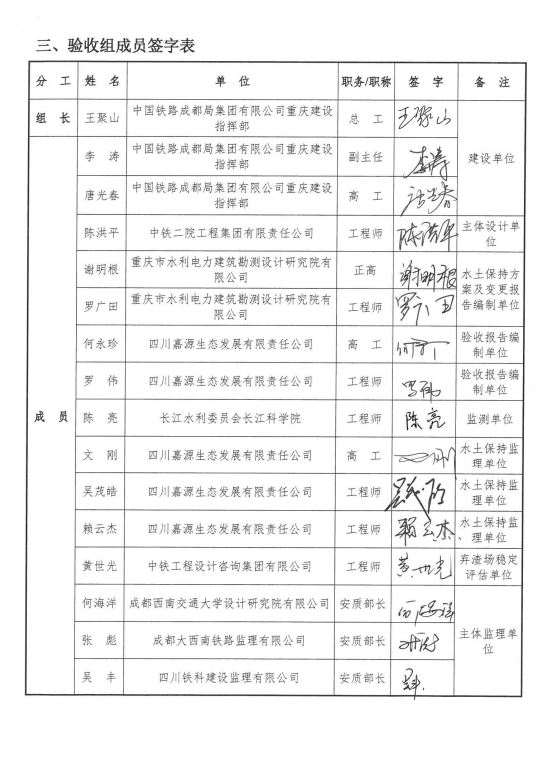 三、验收组成员签字表
分 工 姓 名 单 位 职务/职称 签 字 备 注
组 长 王聚山 中国铁路成都局集团有限公司重庆建设指挥部 总 工 王聚山 建设单位
成 员
李 涛 中国铁路成都局集团有限公司重庆建设指挥部 副主任 李涛
唐光春 中国铁路成都局集团有限公司重庆建设指挥部 高 工
陈洪平 中铁二院工程集团有限责任公司 工程师 陈洪平 主体设计单位
谢明根 重庆市水利电力建筑勘测设计研究院有限公司 正高 谢明根 水土保持方案及变更报告编制单位
罗广田 重庆市水利电力建筑勘测设计研究院有限公司 工程师 罗广田
何永珍 四川嘉源生态发展有限责任公司 高 工 验收报告编制单位
罗 伟 四川嘉源生态发展有限责任公司 工程师 罗伟 验收报告编制单位
陈 亮 长江水利委员会长江科学院 工程师 陈亮 监测单位
文 刚 四川嘉源生态发展有限责任公司 高 工 水土保持监理单位
吴茂皓 四川嘉源生态发展有限责任公司 工程师 水土保持监理单位
赖云杰 四川嘉源生态发展有限责任公司 工程师 赖云杰 水土保持监理单位
黄世光 中铁工程设计咨询集团有限公司 工程师 黄世光 弃渣场稳定评估单位
何海洋 成都西南交通大学设计研究院有限公司 安质部长 主体监理单位
张 彪 成都大西南铁路监理有限公司 安质部长
吴 丰 四川铁科建设监理有限公司 安质部长